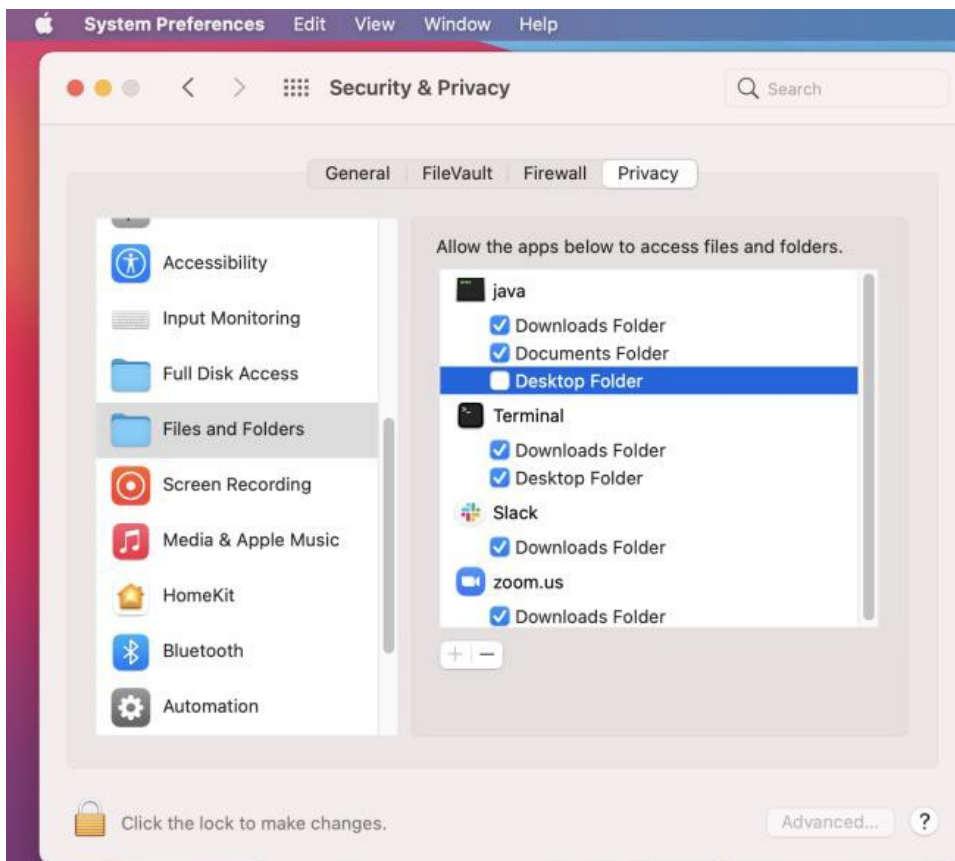 System Preferences Edit View Window Help
Security & Privacy
Search
General FileVault Firewall Privacy
Accessibility
Input Monitoring
Full Disk Access
Files and Folders
Screen Recording
Media & Apple Music
HomeKit
Bluetooth
Automation
Allow the apps below to access files and folders.
java
Downloads Folder
Documents Folder
Desktop Folder
Terminal
Downloads Folder
Desktop Folder
Slack
Downloads Folder
zoom.us
Downloads Folder
+ −
Click the lock to make changes.
Advanced... ?